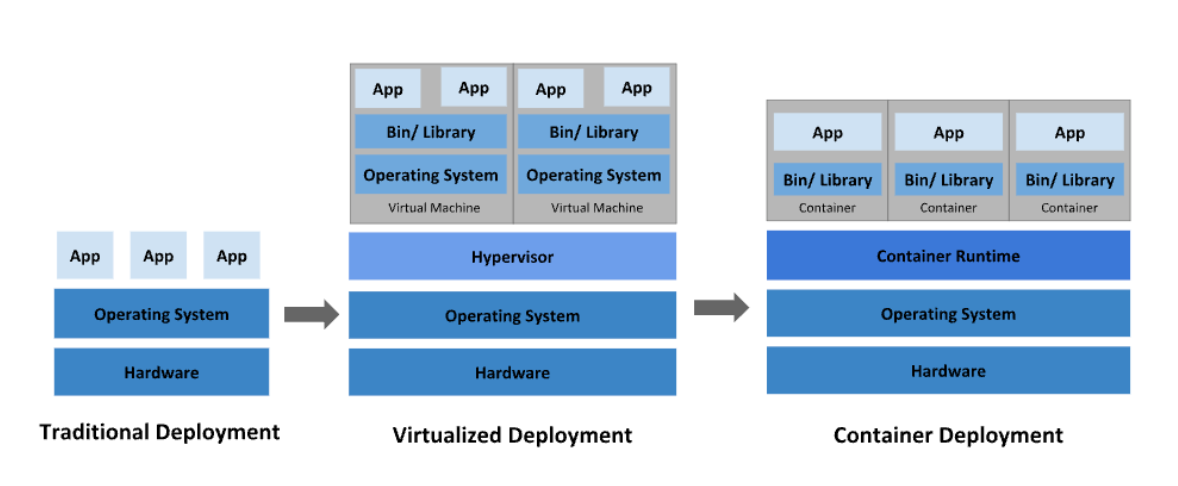 App
App
App
Operating System
Hardware
Traditional Deployment
App
App
Bin/ Library
Operating System
Virtual Machine
App
App
Bin/ Library
Operating System
Virtual Machine
Hypervisor
Operating System
Hardware
Virtualized Deployment
App
Bin/ Library
Container
App
Bin/ Library
Container
App
Bin/ Library
Container
Container Runtime
Operating System
Hardware
Container Deployment